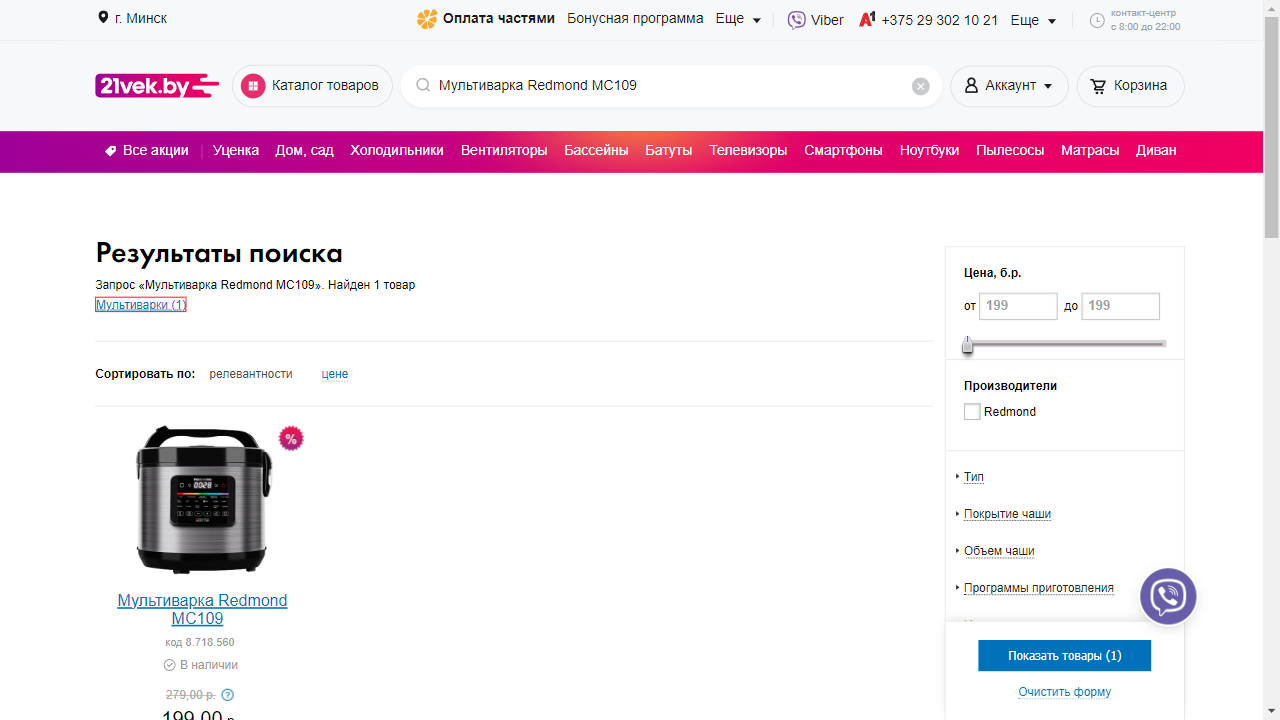 г. Минск
Оплата частями Бонусная программа Еще Viber A1 +375 29 302 10 21 Еще контакт-центр
с 8:00 до 22:00
21vek.by Каталог товаров Мультиварка Redmond MC109 Аккаунт Корзина
Все акции Уценка Дом, сад Холодильники Вентиляторы Бассейны Батуты Телевизоры Смартфоны Ноутбуки Пылесосы Матрасы Диван
Результаты поиска
Запрос «Мультиварка Redmond MC109». Найден 1 товар
Мультиварки (1)
Сортировать по: релевантности цене
%
Мультиварка Redmond
MC109
код 8.718.560
В наличии
279,00 р. ?
199,00 р.
Цена, б.р.
от 199 до 199
Производители
Redmond
Тип
Покрытие чаши
Объем чаши
Программы приготовления
Показать товары (1)
Очистить форму